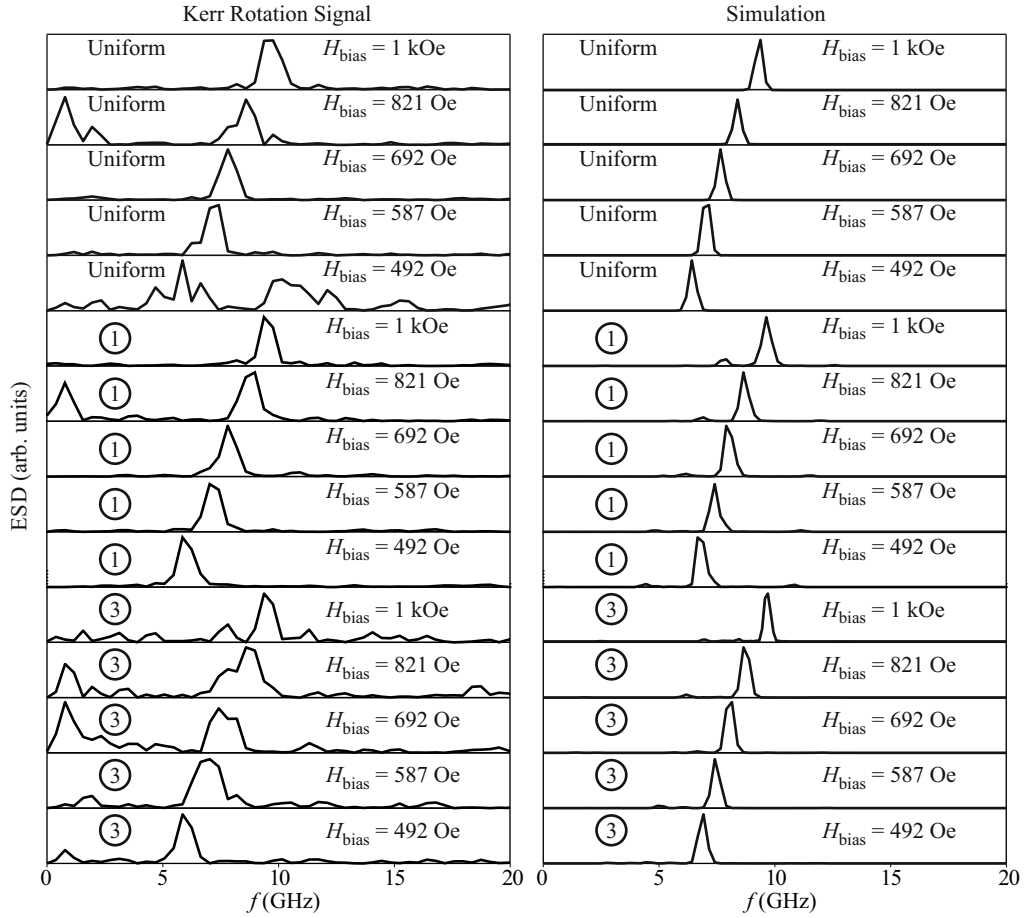 Kerr Rotation Signal
Simulation
Uniform H_bias = 1 kOe
Uniform H_bias = 821 Oe
Uniform H_bias = 692 Oe
Uniform H_bias = 587 Oe
Uniform H_bias = 492 Oe
① H_bias = 1 kOe
① H_bias = 821 Oe
① H_bias = 692 Oe
① H_bias = 587 Oe
① H_bias = 492 Oe
③ H_bias = 1 kOe
③ H_bias = 821 Oe
③ H_bias = 692 Oe
③ H_bias = 587 Oe
③ H_bias = 492 Oe
Uniform H_bias = 1 kOe
Uniform H_bias = 821 Oe
Uniform H_bias = 692 Oe
Uniform H_bias = 587 Oe
Uniform H_bias = 492 Oe
① H_bias = 1 kOe
① H_bias = 821 Oe
① H_bias = 692 Oe
① H_bias = 587 Oe
① H_bias = 492 Oe
③ H_bias = 1 kOe
③ H_bias = 821 Oe
③ H_bias = 692 Oe
③ H_bias = 587 Oe
③ H_bias = 492 Oe
ESD (arb. units)
0 5 10 15 20
0 5 10 15 20
f (GHz)
f (GHz)